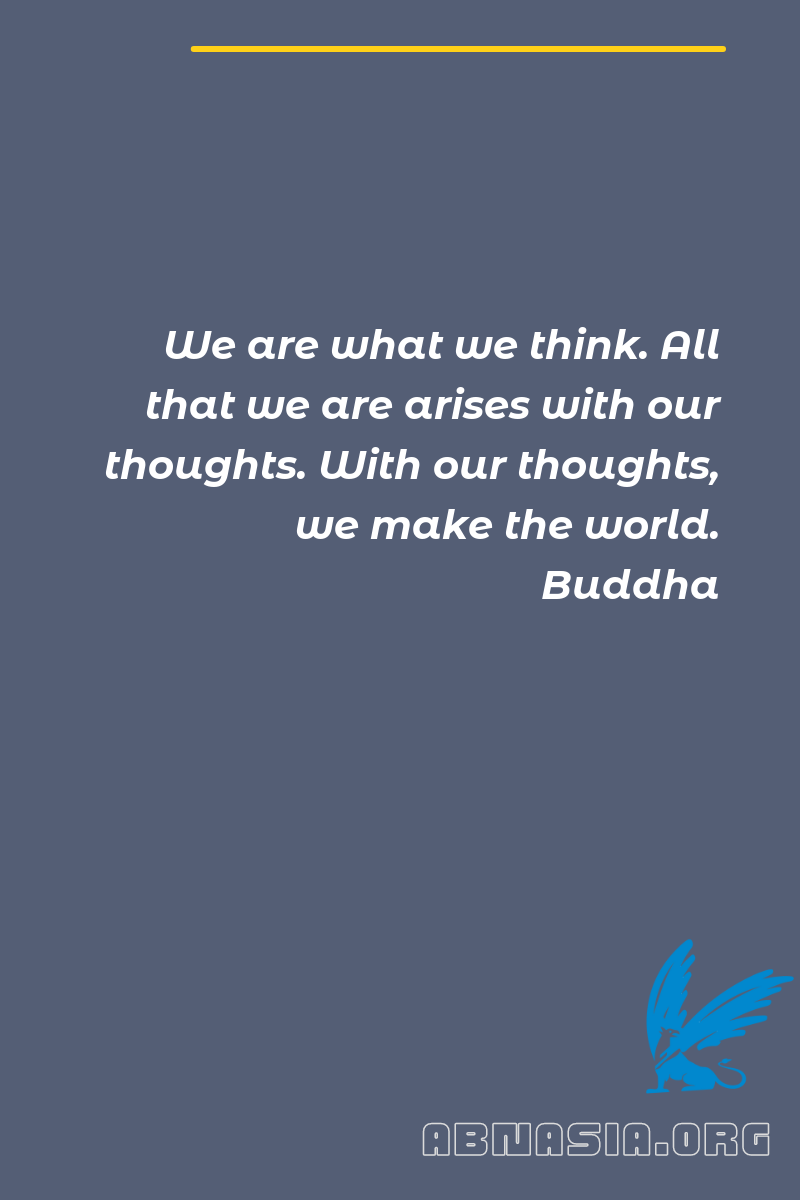 We are what we think. All
that we are arises with our
thoughts. With our thoughts,
we make the world.
Buddha
ABNASIA.ORG